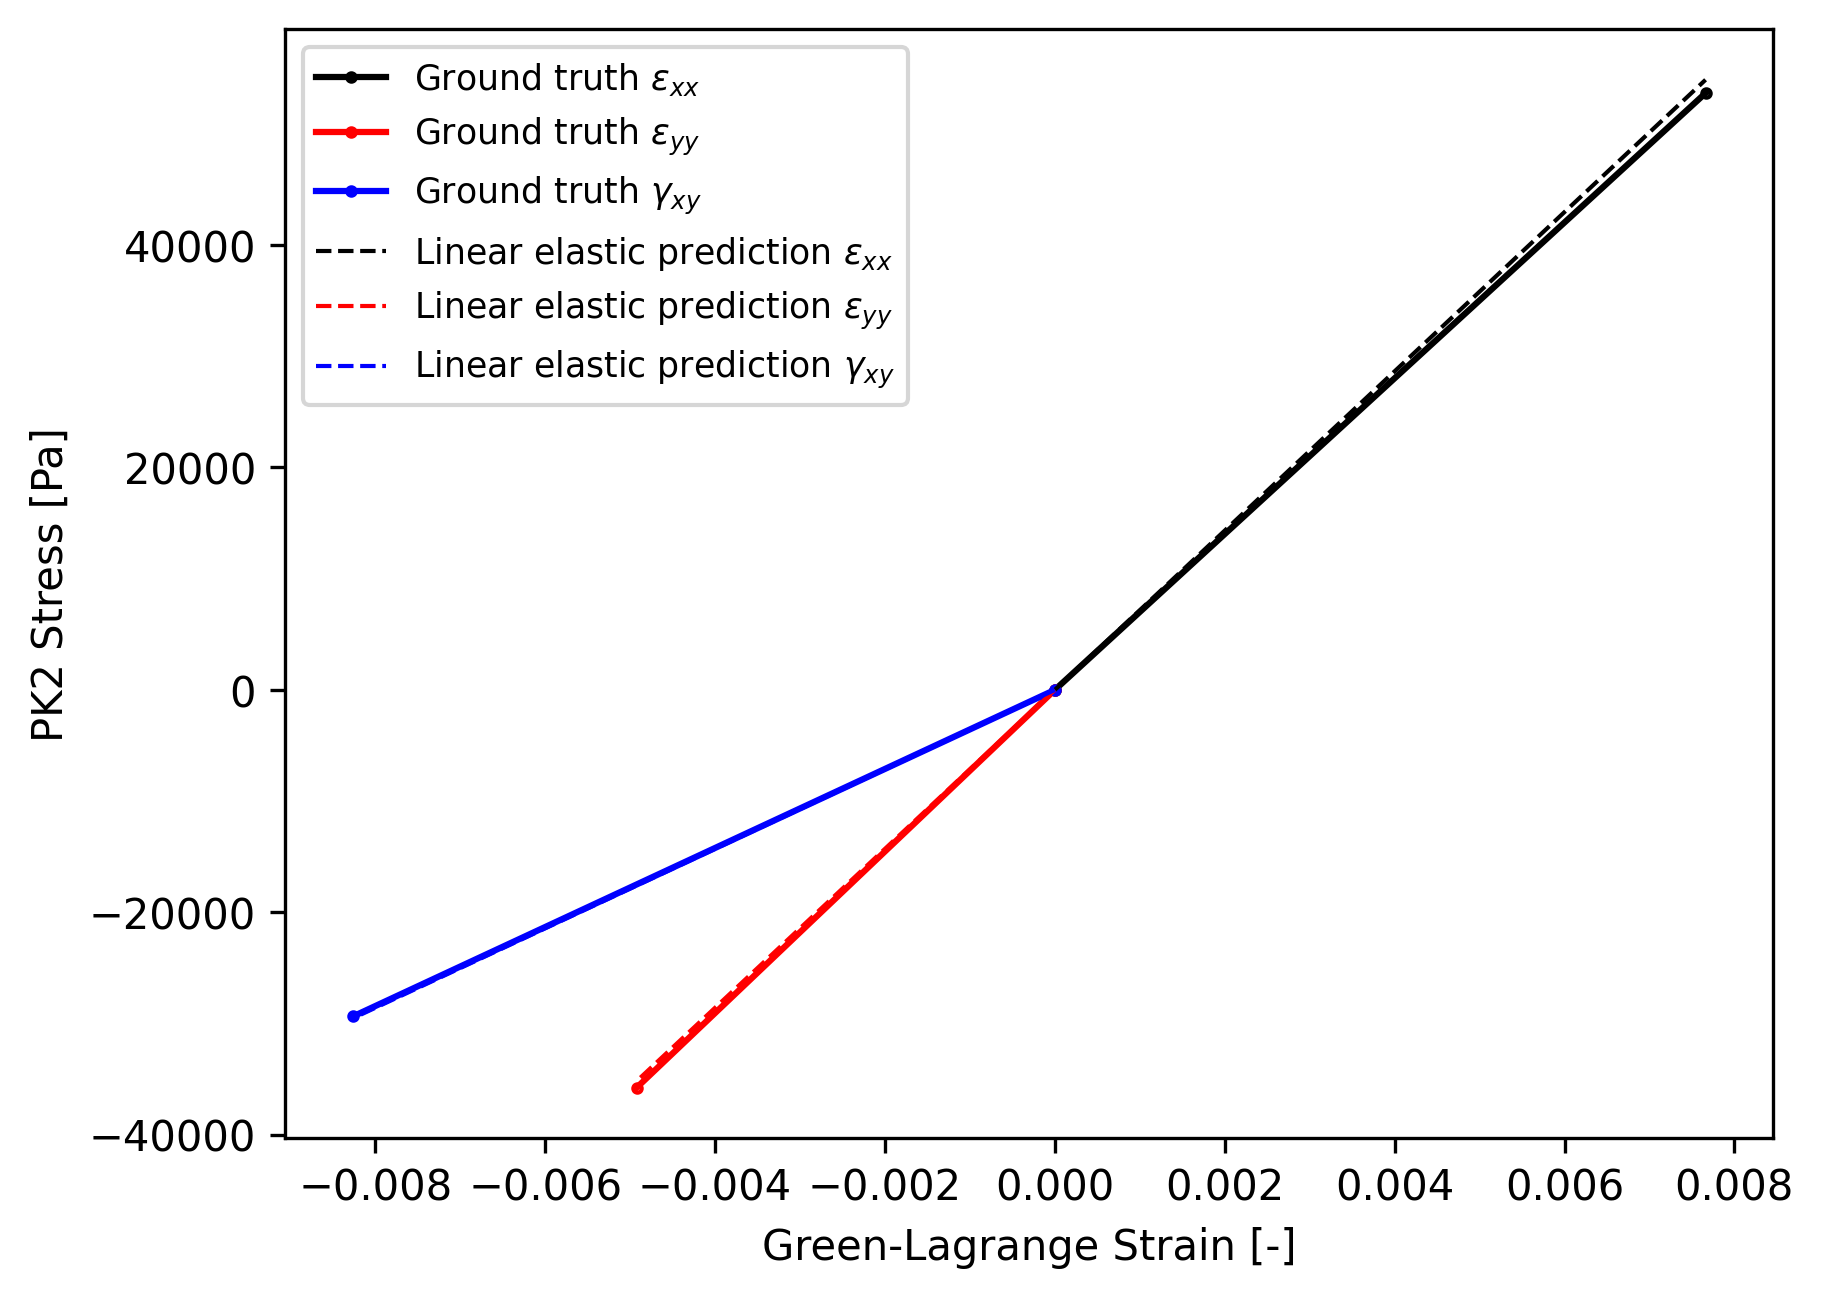 Ground truth εxx
Ground truth εyy
Ground truth γxy
Linear elastic prediction εxx
Linear elastic prediction εyy
Linear elastic prediction γxy
40000
20000
0
−20000
−40000
PK2 Stress [Pa]
−0.008 −0.006 −0.004 −0.002 0.000 0.002 0.004 0.006 0.008
Green-Lagrange Strain [-]